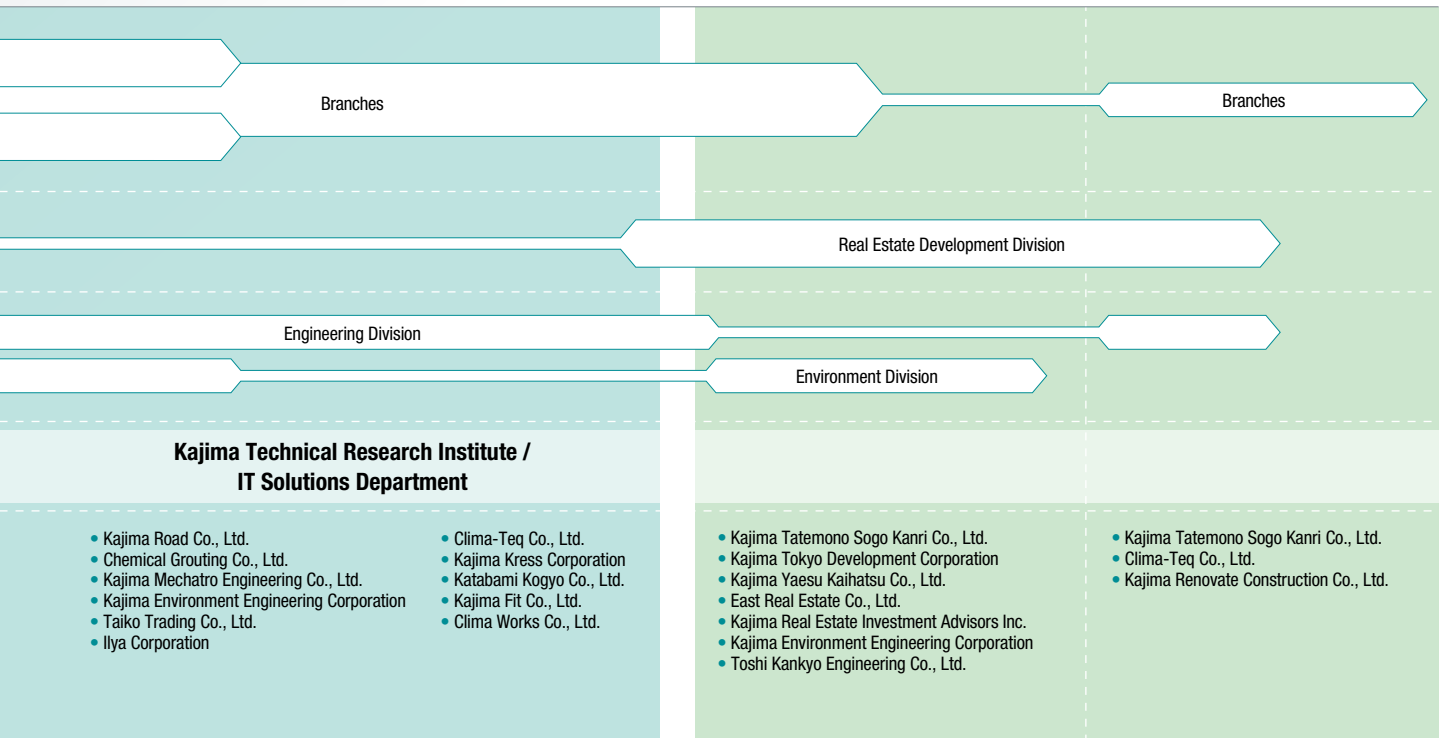 Branches
Branches
Real Estate Development Division
Engineering Division
Environment Division
Kajima Technical Research Institute /
IT Solutions Department
• Kajima Road Co., Ltd.
• Chemical Grouting Co., Ltd.
• Kajima Mechatro Engineering Co., Ltd.
• Kajima Environment Engineering Corporation
• Taiko Trading Co., Ltd.
• Ilya Corporation
• Clima-Teq Co., Ltd.
• Kajima Kress Corporation
• Katabami Kogyo Co., Ltd.
• Kajima Fit Co., Ltd.
• Clima Works Co., Ltd.
• Kajima Tatemono Sogo Kanri Co., Ltd.
• Kajima Tokyo Development Corporation
• Kajima Yaesu Kaihatsu Co., Ltd.
• East Real Estate Co., Ltd.
• Kajima Real Estate Investment Advisors Inc.
• Kajima Environment Engineering Corporation
• Toshi Kankyo Engineering Co., Ltd.
• Kajima Tatemono Sogo Kanri Co., Ltd.
• Clima-Teq Co., Ltd.
• Kajima Renovate Construction Co., Ltd.